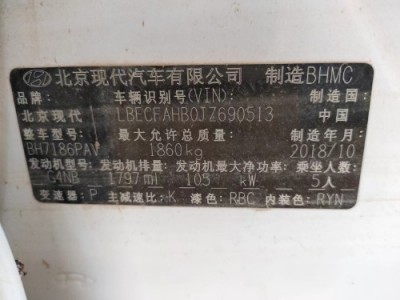 北京现代汽车有限公司 制造BHMC
品牌: 车辆识别号(VIN): 制造国:
北京现代 LBECFAHB0JZ690513 中国
整车型号: 最大允许总质量: 制造年月:
BH7186PAV 1860kg 2018/10
发动机型号: 发动机排量: 发动机最大净功率: 乘坐人数:
G4NB 1797ml 105 kW 5人
变速器: P 主减速比: K 漆色: RBC 内装色: RYN